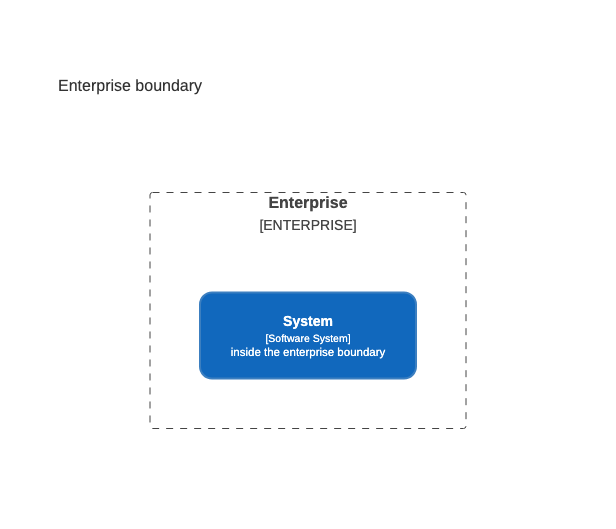 Enterprise boundary
Enterprise
[ENTERPRISE]
System
[Software System]
inside the enterprise boundary